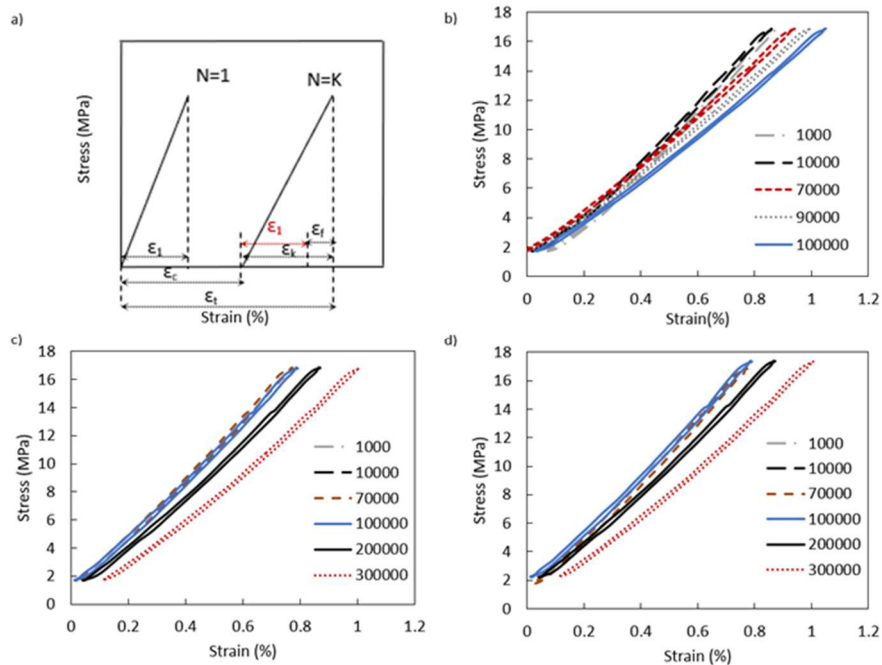 a)
Stress (MPa)
N=1
N=K
ε1
εf
ε1
εk
εc
εt
Strain (%)
b)
Stress (MPa)
18
16
14
12
10
8
6
4
2
0
1000
10000
70000
90000
100000
0 0.2 0.4 0.6 0.8 1 1.2
Strain(%)
c)
Stress (MPa)
18
16
14
12
10
8
6
4
2
0
1000
10000
70000
100000
200000
300000
0 0.2 0.4 0.6 0.8 1 1.2
Strain (%)
d)
Stress (MPa)
18
16
14
12
10
8
6
4
2
0
1000
10000
70000
100000
200000
300000
0 0.2 0.4 0.6 0.8 1 1.2
Strain (%)